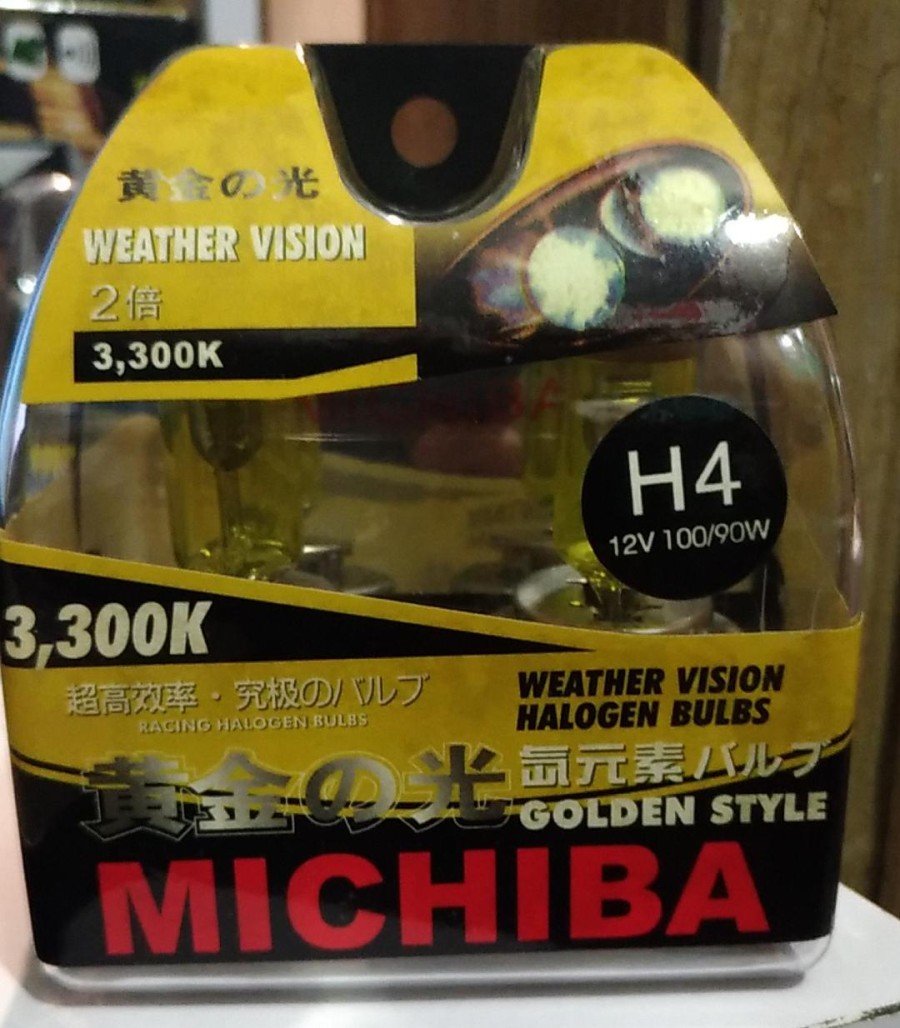 黄金の光
WEATHER VISION
2倍
3,300K
H4
12V 100/90W
3,300K
超高効率・究極のバルブ
RACING HALOGEN BULBS
WEATHER VISION
HALOGEN BULBS
黄金の光
氙元素バルブ
GOLDEN STYLE
MICHIBA